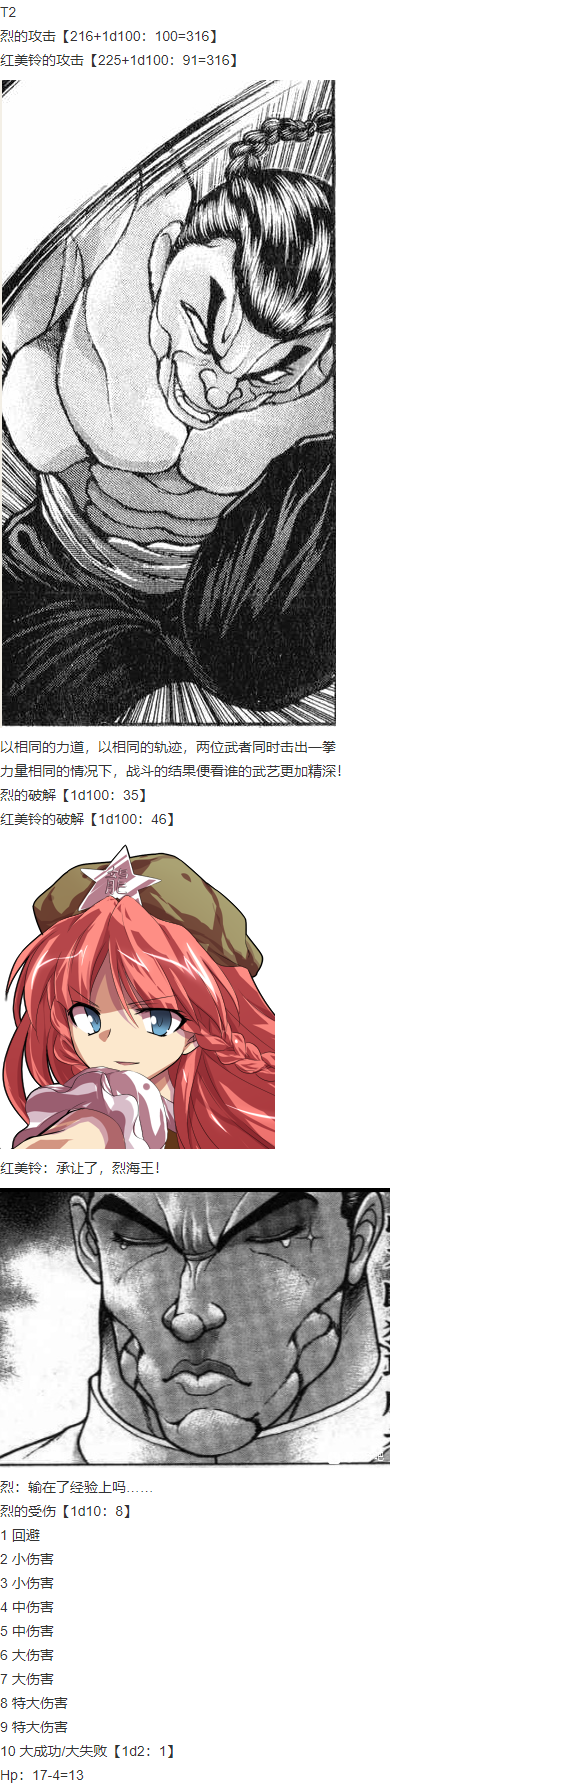 T2
烈的攻击【216+1d100：100=316】
红美铃的攻击【225+1d100：91=316】
以相同的力道，以相同的轨迹，两位武者同时击出一拳
力量相同的情况下，战斗的结果便看谁的武艺更加精深！
烈的破解【1d100：35】
红美铃的破解【1d100：46】
龍
红美铃：承让了，烈海王！
烈：输在了经验上吗……
烈的受伤【1d10：8】
1 回避
2 小伤害
3 小伤害
4 中伤害
5 中伤害
6 大伤害
7 大伤害
8 特大伤害
9 特大伤害
10 大成功/大失败【1d2：1】
Hp：17-4=13